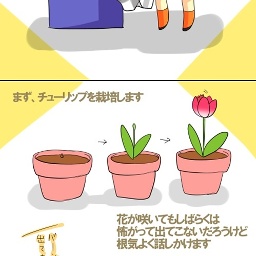 まず、チューリップを栽培します
花が咲いてもしばらくは
怖がって出てこないだろうけど
根気よく話しかけます